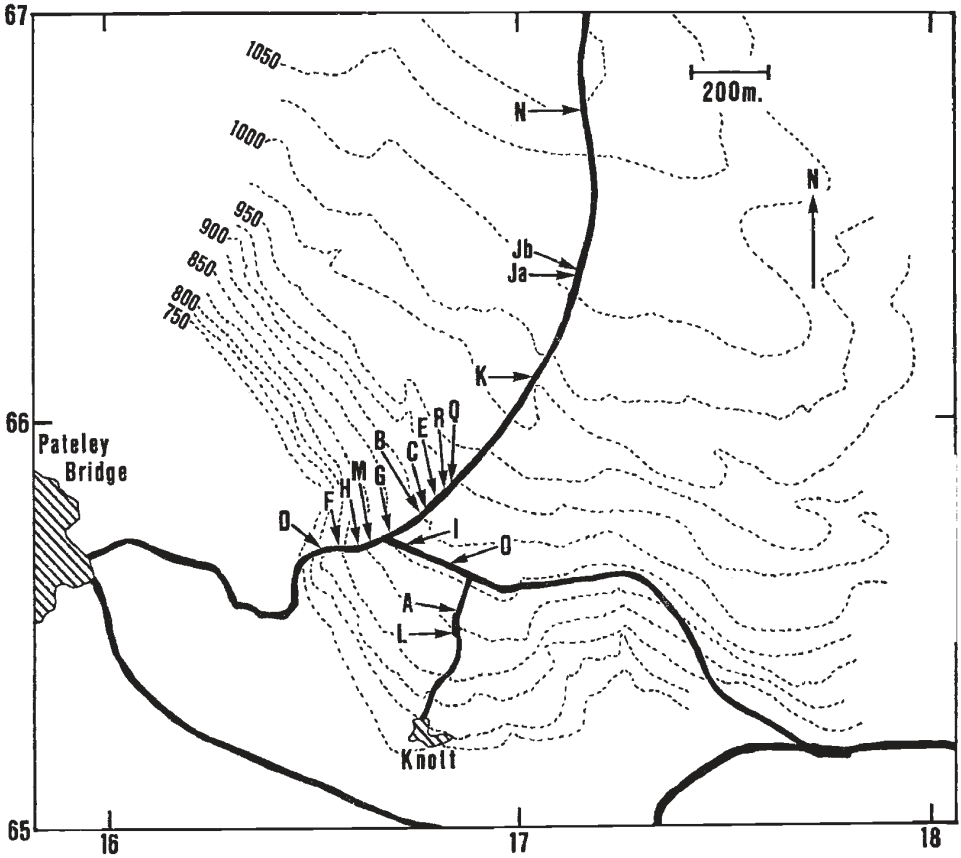 67
1050
200m.
N
1000
N
950
900
Jb
850
Ja
800
750
K
66
Pateley
Bridge
B
C
E
R
Q
D
F
H
M
G
I
O
A
L
Knott
65
16
17
18